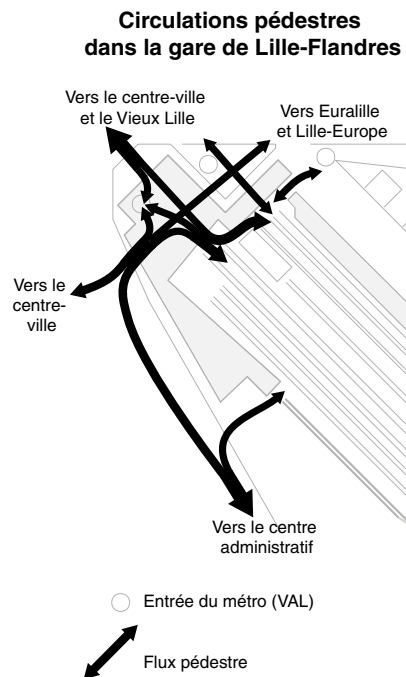 Circulations pédestres
dans la gare de Lille-Flandres
Vers le centre-ville
et le Vieux Lille
Vers Euralille
et Lille-Europe
Vers le
centre-
ville
Vers le centre
administratif
Entrée du métro (VAL)
Flux pédestre